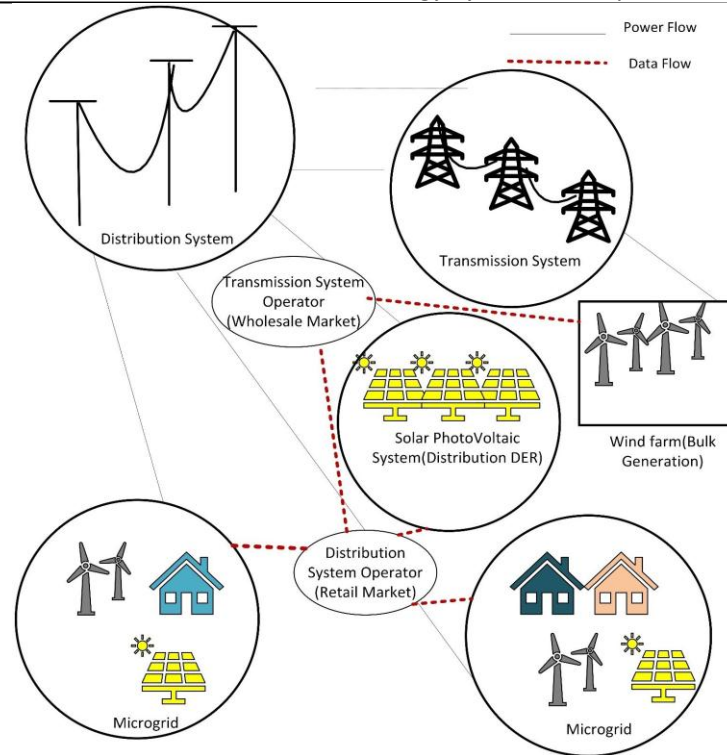 Power Flow
Data Flow
Distribution System
Transmission System
Transmission System
Operator
(Wholesale Market)
Solar PhotoVoltaic
System(Distribution DER)
Wind farm(Bulk
Generation)
Distribution
System Operator
(Retail Market)
Microgrid
Microgrid